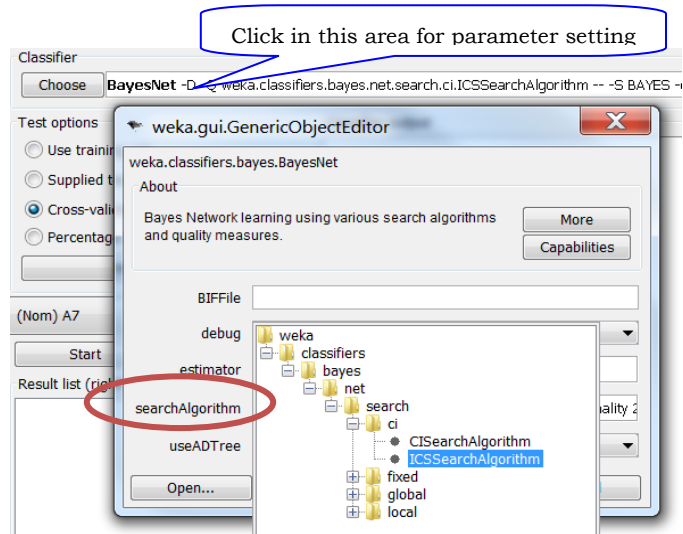 Click in this area for parameter setting
Classifier
Choose BayesNet -D -Q weka.classifiers.bayes.net.search.ci.ICSSearchAlgorithm -- -S BAYES
Test options
weka.gui.GenericObjectEditor
X
Use trainin
weka.classifiers.bayes.BayesNet
About
Supplied t
Cross-vali
Percentag
Bayes Network learning using various search algorithms
and quality measures.
More
Capabilities
BIFFile
(Nom) A7
debug
Start
estimator
Result list (rig
searchAlgorithm
useADTree
Open...
weka
classifiers
bayes
net
search
ci
CISearchAlgorithm
ICSSearchAlgorithm
fixed
global
local